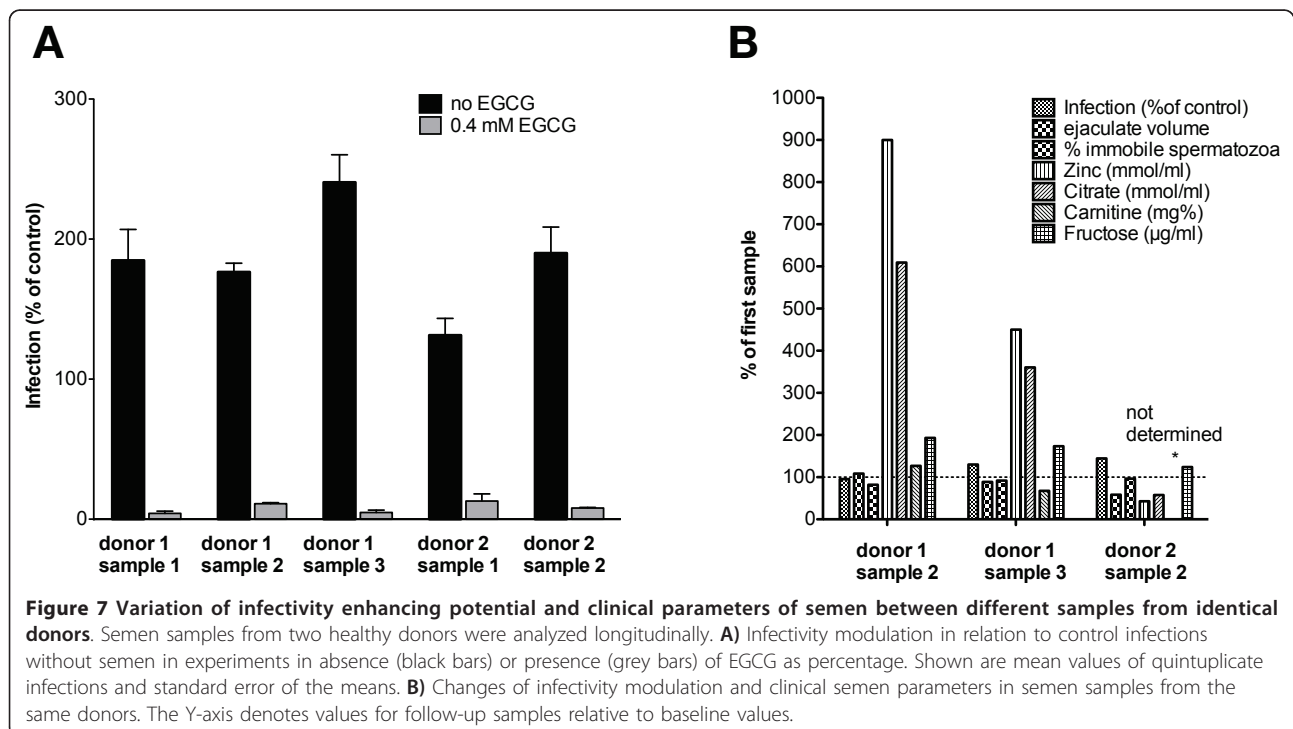 A
300
200
100
0
Infection (% of control)
no EGCG
0.4 mM EGCG
donor 1 sample 1
donor 1 sample 2
donor 1 sample 3
donor 2 sample 1
donor 2 sample 2
B
1000
900
800
700
600
500
400
300
200
100
0
% of first sample
Infection (%of control)
ejaculate volume
% immobile spermatozoa
Zinc (mmol/ml)
Citrate (mmol/ml)
Carnitine (mg%)
Fructose (µg/ml)
not
determined
*
donor 1 sample 2
donor 1 sample 3
donor 2 sample 2
Figure 7 Variation of infectivity enhancing potential and clinical parameters of semen between different samples from identical
donors. Semen samples from two healthy donors were analyzed longitudinally. A) Infectivity modulation in relation to control infections
without semen in experiments in absence (black bars) or presence (grey bars) of EGCG as percentage. Shown are mean values of quintuplicate
infections and standard error of the means. B) Changes of infectivity modulation and clinical semen parameters in semen samples from the
same donors. The Y-axis denotes values for follow-up samples relative to baseline values.